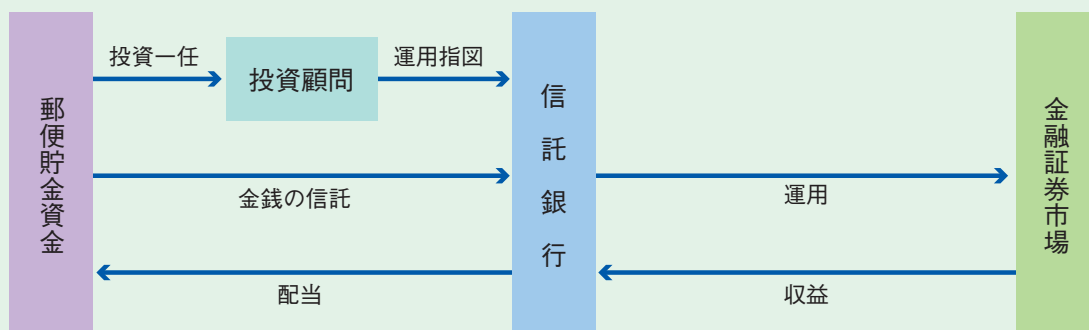 郵便貯金資金
投資一任
投資顧問
運用指図
金銭の信託
配当
信託銀行
運用
収益
金融証券市場